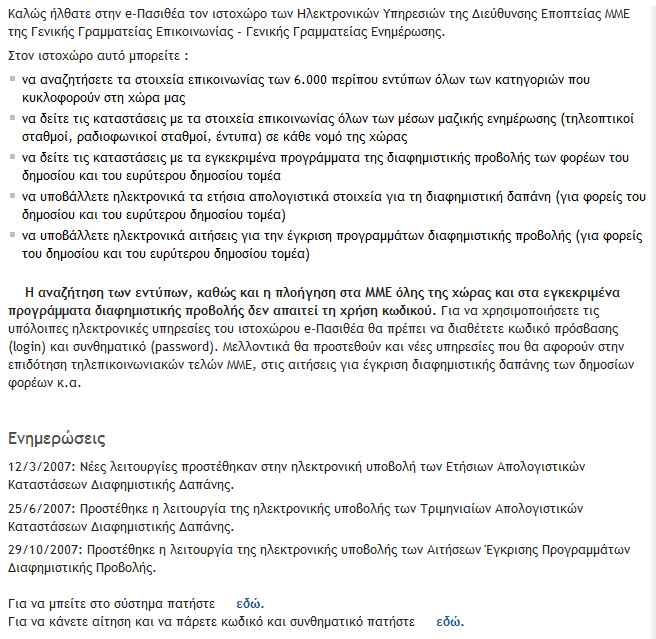 Καλώς ήλθατε στην e-Πασιθέα τον ιστοχώρο των Ηλεκτρονικών Υπηρεσιών της Διεύθυνσης Εποπτείας ΜΜΕ
της Γενικής Γραμματείας Επικοινωνίας - Γενικής Γραμματείας Ενημέρωσης.
Στον ιστοχώρο αυτό μπορείτε :
να αναζητήσετε τα στοιχεία επικοινωνίας των 6.000 περίπου εντύπων όλων των κατηγοριών που
κυκλοφορούν στη χώρα μας
να δείτε τις καταστάσεις με τα στοιχεία επικοινωνίας όλων των μέσων μαζικής ενημέρωσης (τηλεοπτικοί
σταθμοί, ραδιοφωνικοί σταθμοί, έντυπα) σε κάθε νομό της χώρας
να δείτε τις καταστάσεις με τα εγκεκριμένα προγράμματα της διαφημιστικής προβολής των φορέων του
δημοσίου και του ευρύτερου δημοσίου τομέα
να υποβάλλετε ηλεκτρονικά τα ετήσια απολογιστικά στοιχεία για τη διαφημιστική δαπάνη (για φορείς του
δημοσίου και του ευρύτερου δημοσίου τομέα)
να υποβάλλετε ηλεκτρονικά αιτήσεις για την έγκριση προγραμμάτων διαφημιστικής προβολής (για φορείς
του δημοσίου και του ευρύτερου δημοσίου τομέα)
Η αναζήτηση των εντύπων, καθώς και η πλοήγηση στα ΜΜΕ όλης της χώρας και στα εγκεκριμένα
προγράμματα διαφημιστικής προβολής δεν απαιτεί τη χρήση κωδικού. Για να χρησιμοποιήσετε τις
υπόλοιπες ηλεκτρονικές υπηρεσίες του ιστοχώρου e-Πασιθέα θα πρέπει να διαθέτετε κωδικό πρόσβασης
(login) και συνθηματικό (password). Μελλοντικά θα προστεθούν και νέες υπηρεσίες που θα αφορούν στην
επιδότηση τηλεπικοινωνιακών τελών ΜΜΕ, στις αιτήσεις για έγκριση διαφημιστικής δαπάνης των δημοσίων
φορέων κ.α.
Ενημερώσεις
12/3/2007: Νέες λειτουργίες προστέθηκαν στην ηλεκτρονική υποβολή των Ετήσιων Απολογιστικών
Καταστάσεων Διαφημιστικής Δαπάνης.
25/6/2007: Προστέθηκε η λειτουργία της ηλεκτρονικής υποβολής των Τριμηνιαίων Απολογιστικών
Καταστάσεων Διαφημιστικής Δαπάνης.
29/10/2007: Προστέθηκε η λειτουργία της ηλεκτρονικής υποβολής των Αιτήσεων Έγκρισης Προγραμμάτων
Διαφημιστικής Προβολής.
Για να μπείτε στο σύστημα πατήστε εδώ.
Για να κάνετε αίτηση και να πάρετε κωδικό και συνθηματικό πατήστε εδώ.